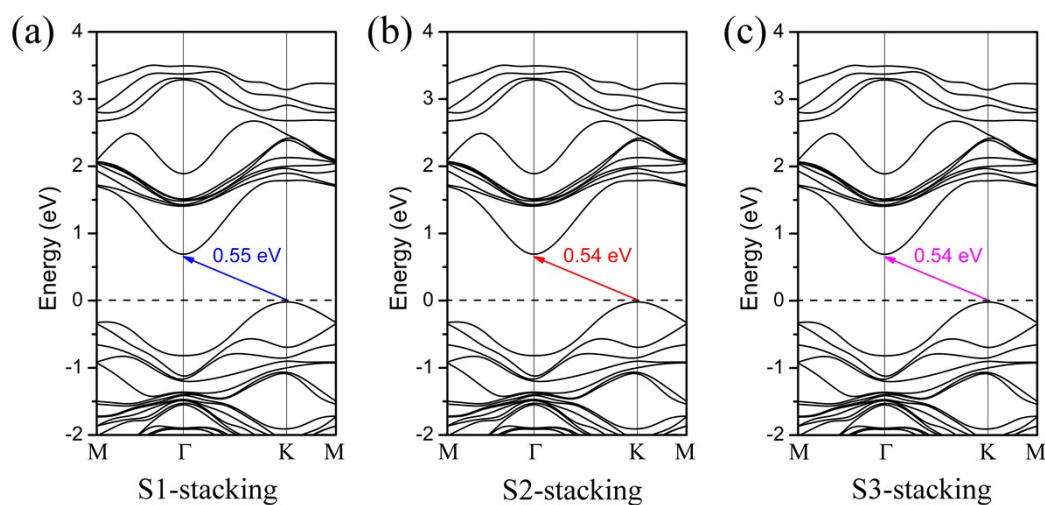 (a)
4
3
2
1
0
-1
-2
Energy (eV)
0.55 eV
M Γ K M
S1-stacking
(b)
4
3
2
1
0
-1
-2
Energy (eV)
0.54 eV
M Γ K M
S2-stacking
(c)
4
3
2
1
0
-1
-2
Energy (eV)
0.54 eV
M Γ K M
S3-stacking